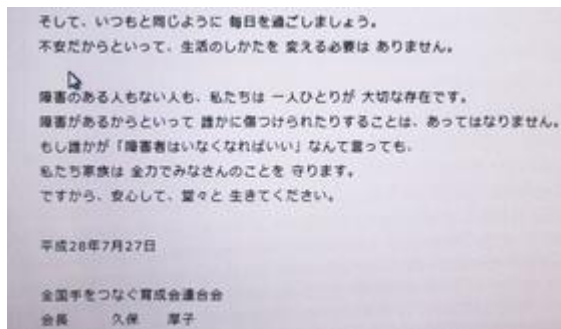 そして、いつもと同じように 毎日を過ごしましょう。
不安だからといって、生活のしかたを 変える必要は ありません。
障害のある人もない人も、私たちは 一人ひとりが 大切な存在です。
障害があるからといって 誰かに傷つけられたりすることは、あってはなりません。
もし誰かが「障害者はいなくなればいい」なんて言っても、
私たち家族は 全力でみなさんのことを 守ります。
ですから、安心して、堂々と 生きてください。
平成28年7月27日
全国手をつなぐ育成会連合会
会長 久保 厚子